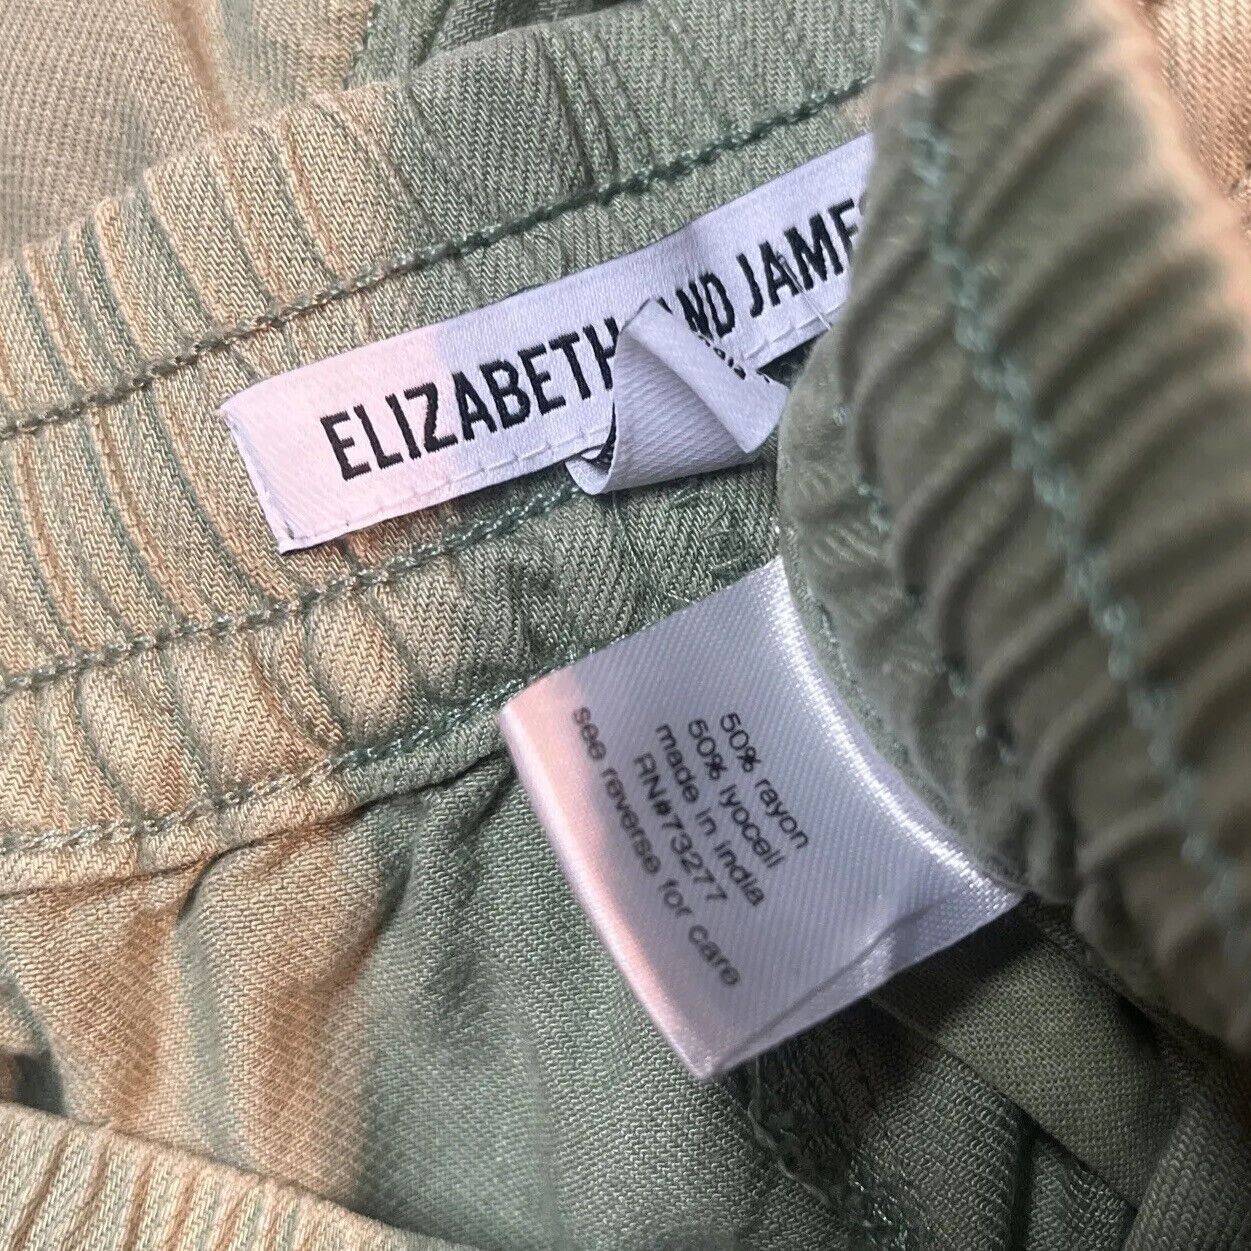 ELIZABETH AND JAMES
50% rayon
50% lyocell
made in india
RN#73277
see reverse for care